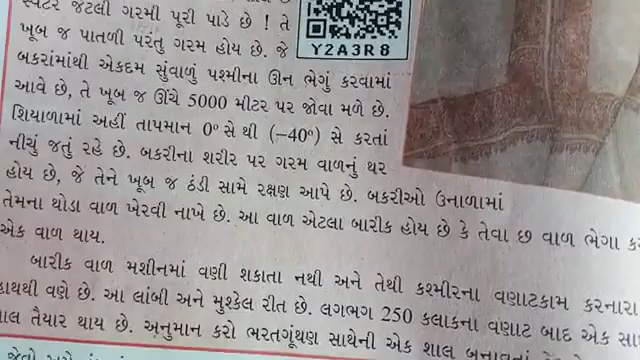 સ્વેટર જેટલી ગરમી પૂરી પાડે છે ! તે
ખૂબ જ પાતળી પરંતુ ગરમ હોય છે. જે
Y2A3R8
બકરાંમાંથી એકદમ સુંવાળું પશ્મીના ઊન ભેગું કરવામાં
આવે છે, તે ખૂબ જ ઊંચે 5000 મીટર પર જોવા મળે છે.
શિયાળામાં અહીં તાપમાન 0° સે થી (−40°) સે કરતાં
નીચું જતું રહે છે. બકરીના શરીર પર ગરમ વાળનું થર
હોય છે, જે તેને ખૂબ જ ઠંડી સામે રક્ષણ આપે છે. બકરીઓ ઉનાળામાં
તેમના થોડા વાળ ખેરવી નાખે છે. આ વાળ એટલા બારીક હોય છે કે તેવા છ વાળ ભેગા
એક વાળ થાય.
બારીક વાળ મશીનમાં વણી શકાતા નથી અને તેથી કશ્મીરના વણાટકામ કરનારા
હાથથી વણે છે. આ લાંબી અને મુશ્કેલ રીત છે. લગભગ 250 કલાકના વણાટ બાદ એક
તૈયાર થાય છે. અનુમાન કરો ભરતગૂંથણ સાથેની એક શાલ બનાવતાં